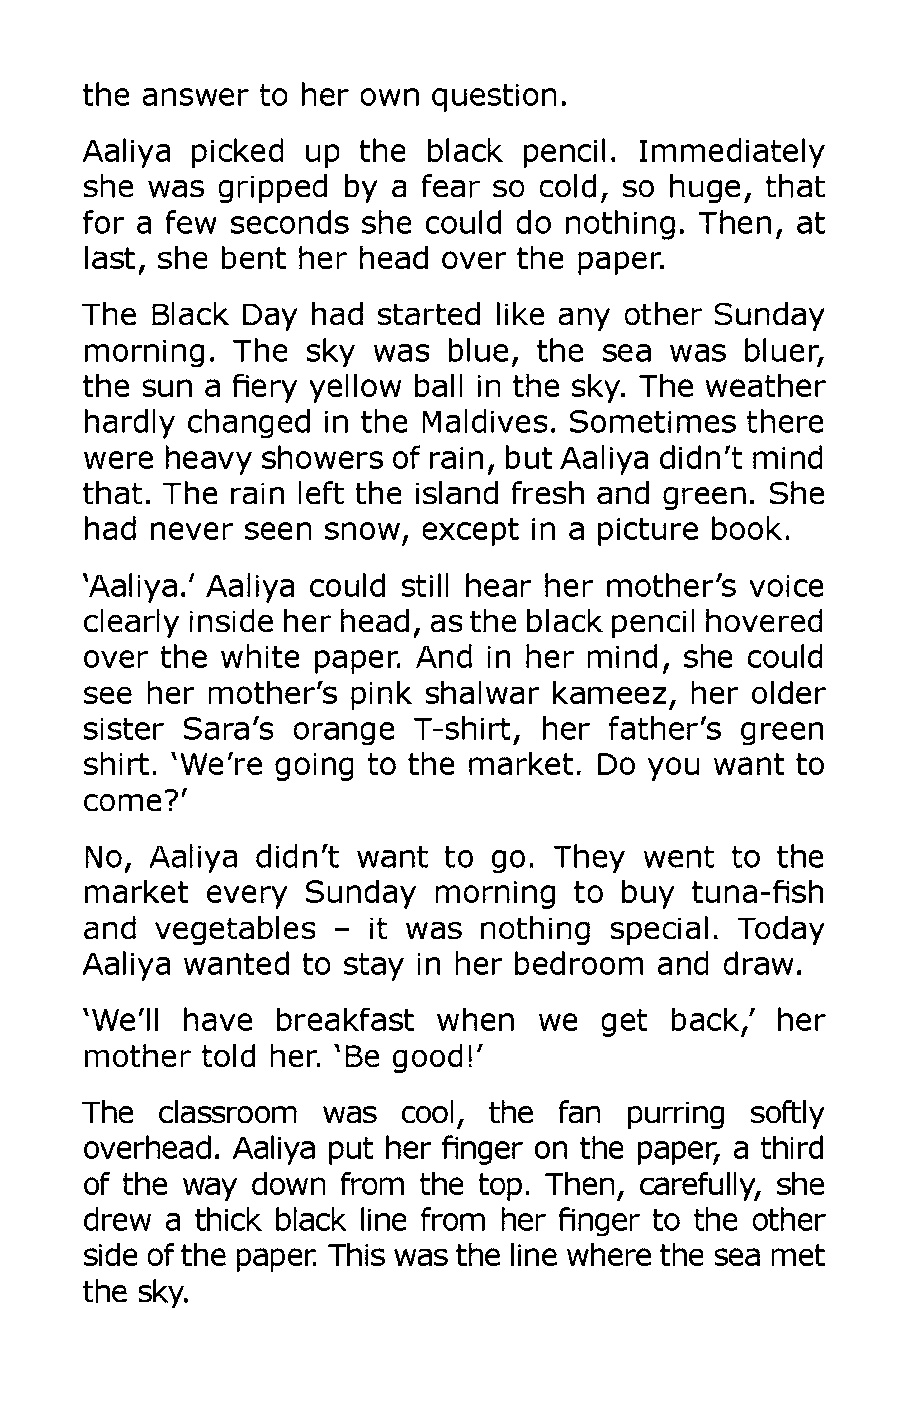 the answer to her own question.
Aaliya picked up the black pencil. Immediately
she was gripped by a fear so cold, so huge, that
for a few seconds she could do nothing. Then, at
last, she bent her head over the paper.
The Black Day had started like any other Sunday
morning. The sky was blue, the sea was bluer,
the sun a fiery yellow ball in the sky. The weather
hardly changed in the Maldives. Sometimes there
were heavy showers of rain, but Aaliya didn’t mind
that. The rain left the island fresh and green. She
had never seen snow, except in a picture book.
‘Aaliya.’ Aaliya could still hear her mother’s voice
clearly inside her head, as the black pencil hovered
over the white paper. And in her mind, she could
see her mother’s pink shalwar kameez, her older
sister Sara’s orange T-shirt, her father’s green
shirt. ‘We’re going to the market. Do you want to
come?’
No, Aaliya didn’t want to go. They went to the
market every Sunday morning to buy tuna-fish
and vegetables – it was nothing special. Today
Aaliya wanted to stay in her bedroom and draw.
‘We’ll have breakfast when we get back,’ her
mother told her. ‘Be good!’
The classroom was cool, the fan purring softly
overhead. Aaliya put her finger on the paper, a third
of the way down from the top. Then, carefully, she
drew a thick black line from her finger to the other
side of the paper. This was the line where the sea met
the sky.